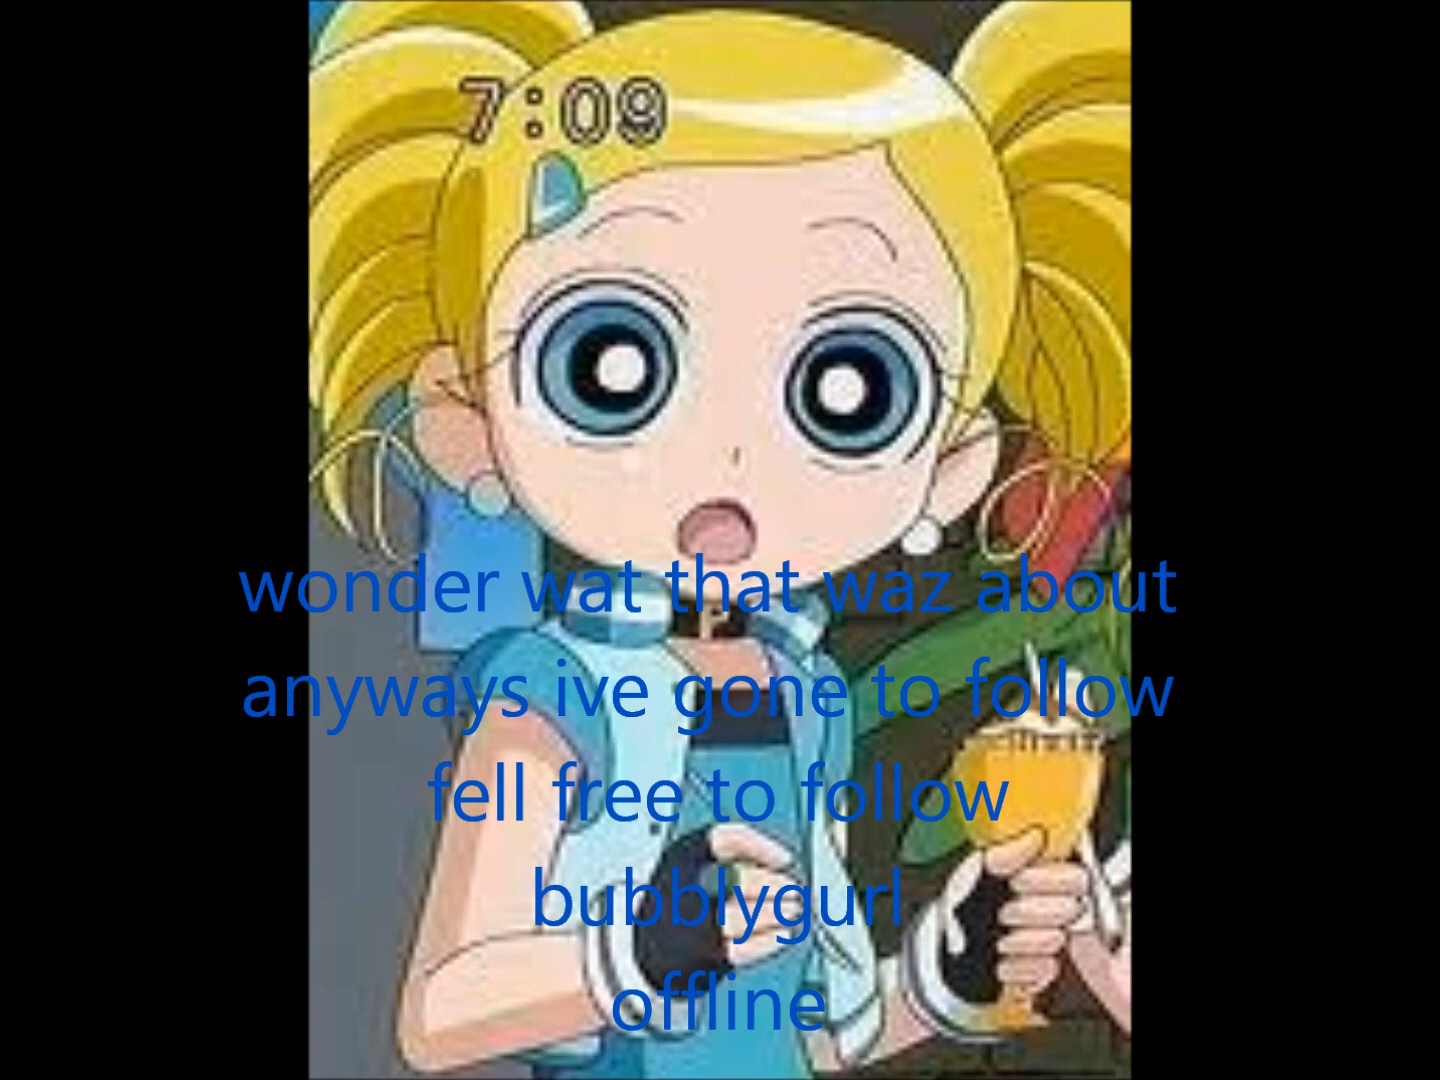 7:09
wonder wat that waz about
anyways ive gone to follow
fell free to follow
bubblygurl
offline